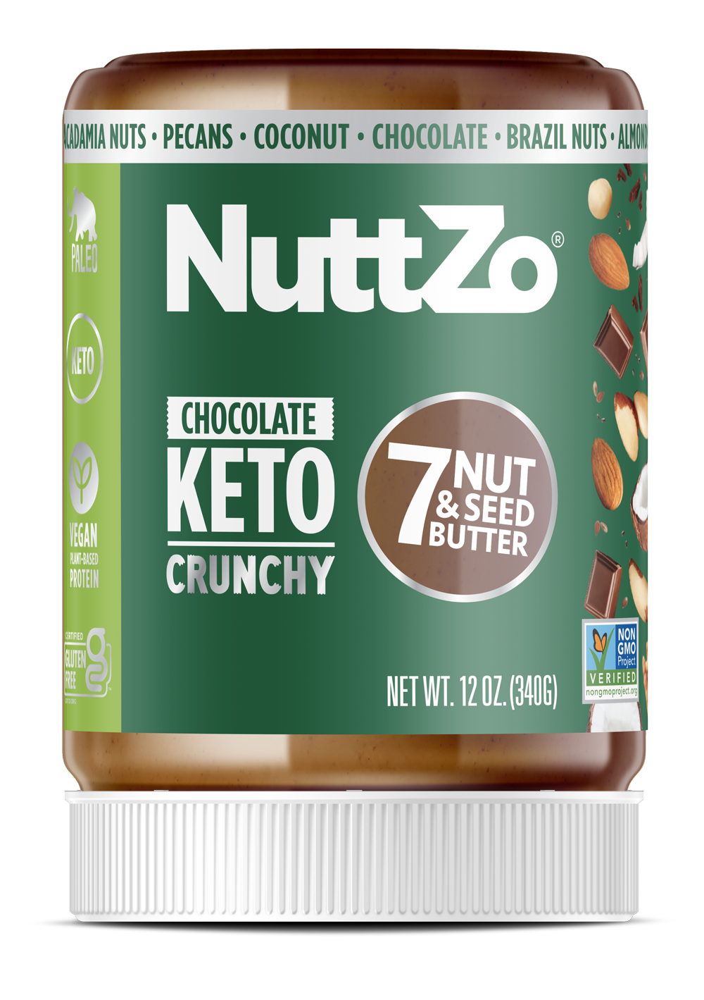 ACADAMIA NUTS • PECANS • COCONUT • CHOCOLATE • BRAZIL NUTS • ALMOND
NuttZo®
PALEO
KETO
VEGAN
PLANT-BASED
PROTEIN
CERTIFIED
GLUTEN
FREE
CHOCOLATE
KETO
CRUNCHY
7 NUT
& SEED
BUTTER
NET WT. 12 OZ. (340G)
NON
GMO
Project
VERIFIED
nongmoproject.org